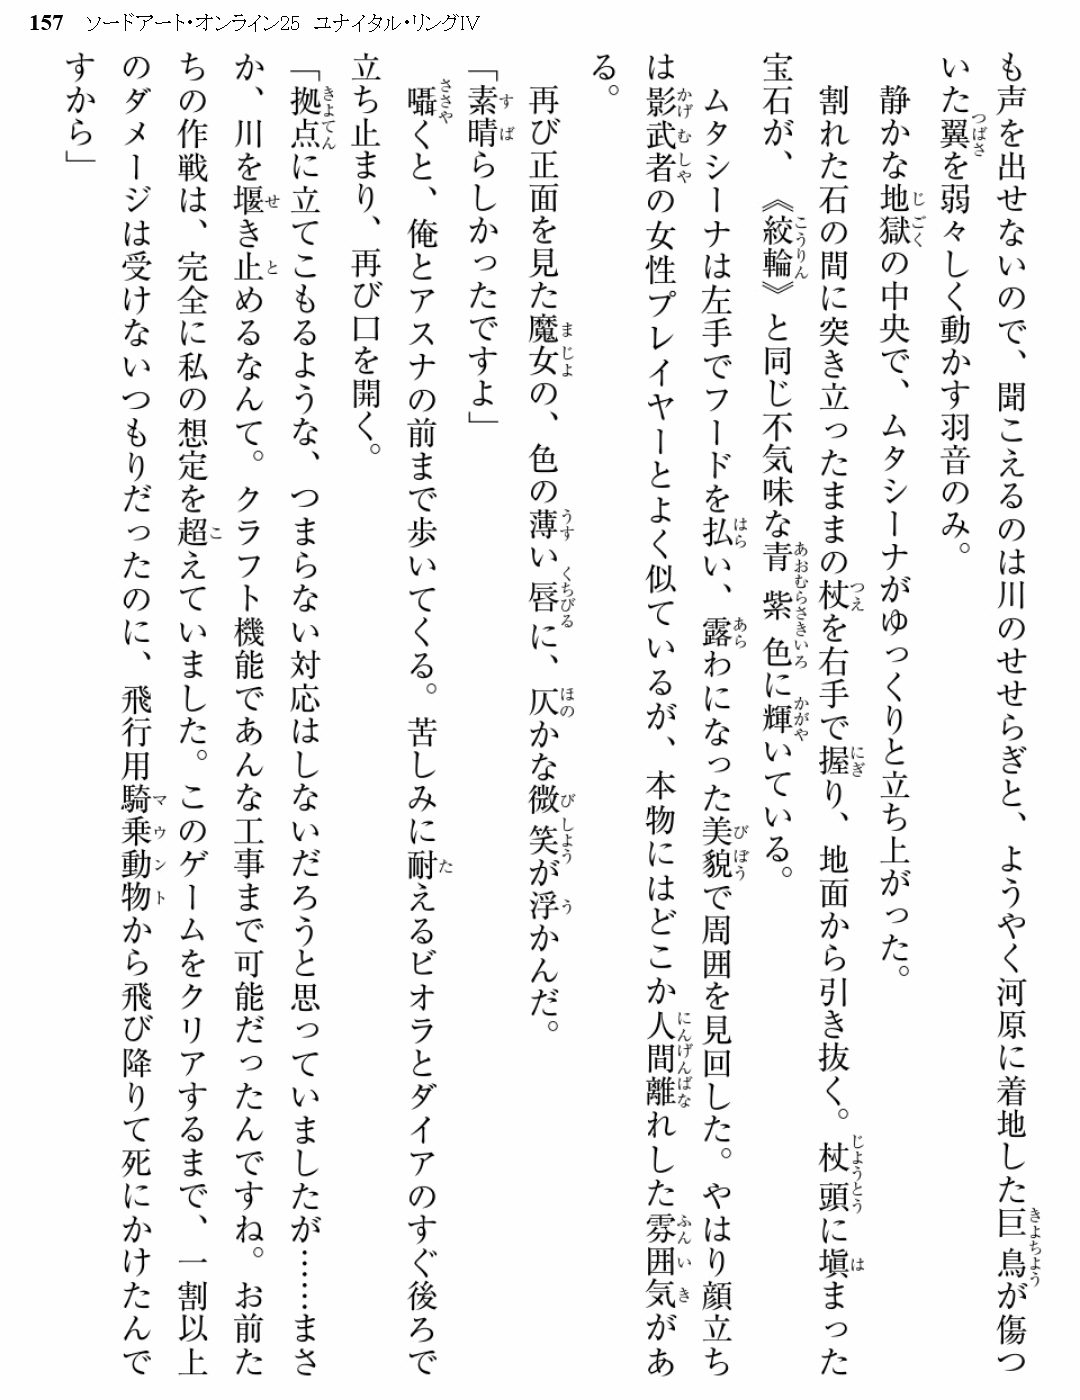 157 ソードアート・オンライン25 ユナイタル・リングIV
も声を出せないので、聞こえるのは川のせせらぎと、ようやく河原に着地した巨鳥が傷つ
いた翼を弱々しく動かす羽音のみ。
静かな地獄の中央で、ムタシーナがゆっくりと立ち上がった。
割れた石の間に突き立ったままの杖を右手で握り、地面から引き抜く。杖頭に塡まった
宝石が、《絞輪》と同じ不気味な青紫色に輝いている。
ムタシーナは左手でフードを払い、露わになった美貌で周囲を見回した。やはり顔立ち
は影武者の女性プレイヤーとよく似ているが、本物にはどこか人間離れした雰囲気があ
る。
再び正面を見た魔女の、色の薄い唇に、仄かな微笑が浮かんだ。
「素晴らしかったですよ」
囁くと、俺とアスナの前まで歩いてくる。苦しみに耐えるビオラとダイアのすぐ後ろで
立ち止まり、再び口を開く。
「拠点に立てこもるような、つまらない対応はしないだろうと思っていましたが……まさ
か、川を堰き止めるなんて。クラフト機能であんな工事まで可能だったんですね。お前た
ちの作戦は、完全に私の想定を超えていました。このゲームをクリアするまで、一割以上
のダメージは受けないつもりだったのに、飛行用騎乗動物から飛び降りて死にかけたんで
すから」